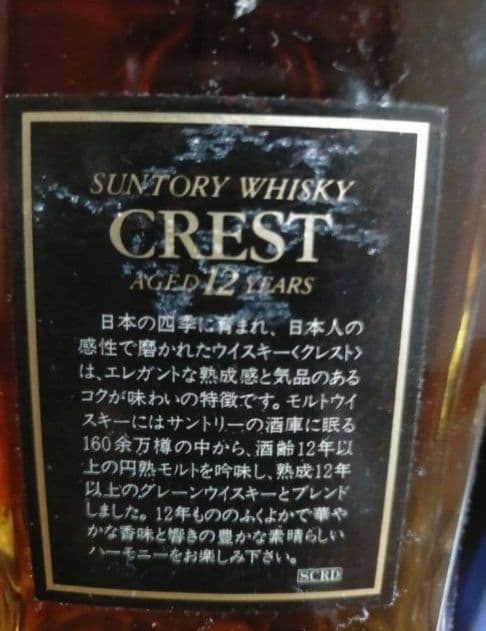 SUNTORY WHISKY
CREST
AGED 12 YEARS
日本の四季に育まれ、日本人の
感性で磨かれたウイスキー〈クレスト〉
は、エレガントな熟成感と気品のある
コクが味わいの特徴です。モルトウイ
スキーにはサントリーの酒庫に眠る
160余万樽の中から、酒齢12年以
上の円熟モルトを吟味し、熟成12年
以上のグレーンウイスキーとブレンド
しました。12年もののふくよかで華や
かな香味と響きの豊かな素晴らしい
ハーモニーをお楽しみ下さい。
SCRD